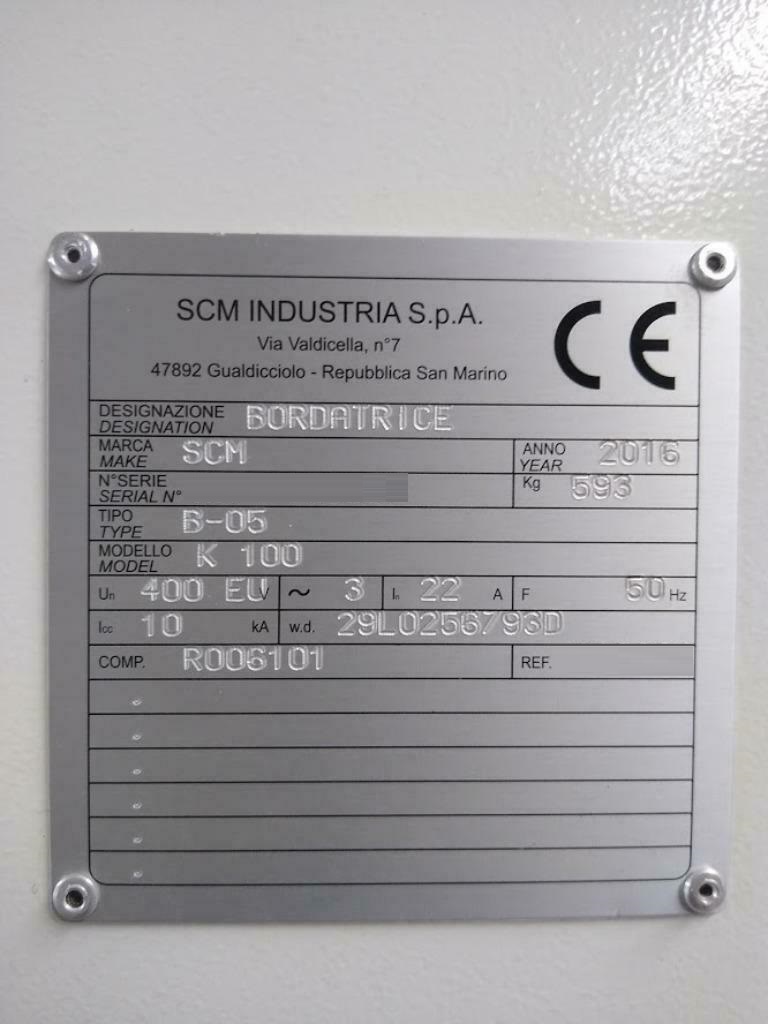 SCM INDUSTRIA S.p.A.
Via Valdicella, n°7
47892 Gualdicciolo - Repubblica San Marino
CE
DESIGNAZIONE BORDATRICE
DESIGNATION
MARCA SCM ANNO 2016
MAKE YEAR
N°SERIE Kg 593
SERIAL N°
TIPO B-05
TYPE
MODELLO K 100
MODEL
Un 400 EU V ~ 3 In 22 A F 50 Hz
Icc 10 kA w.d. 29L0256793D
COMP. R006101 REF.